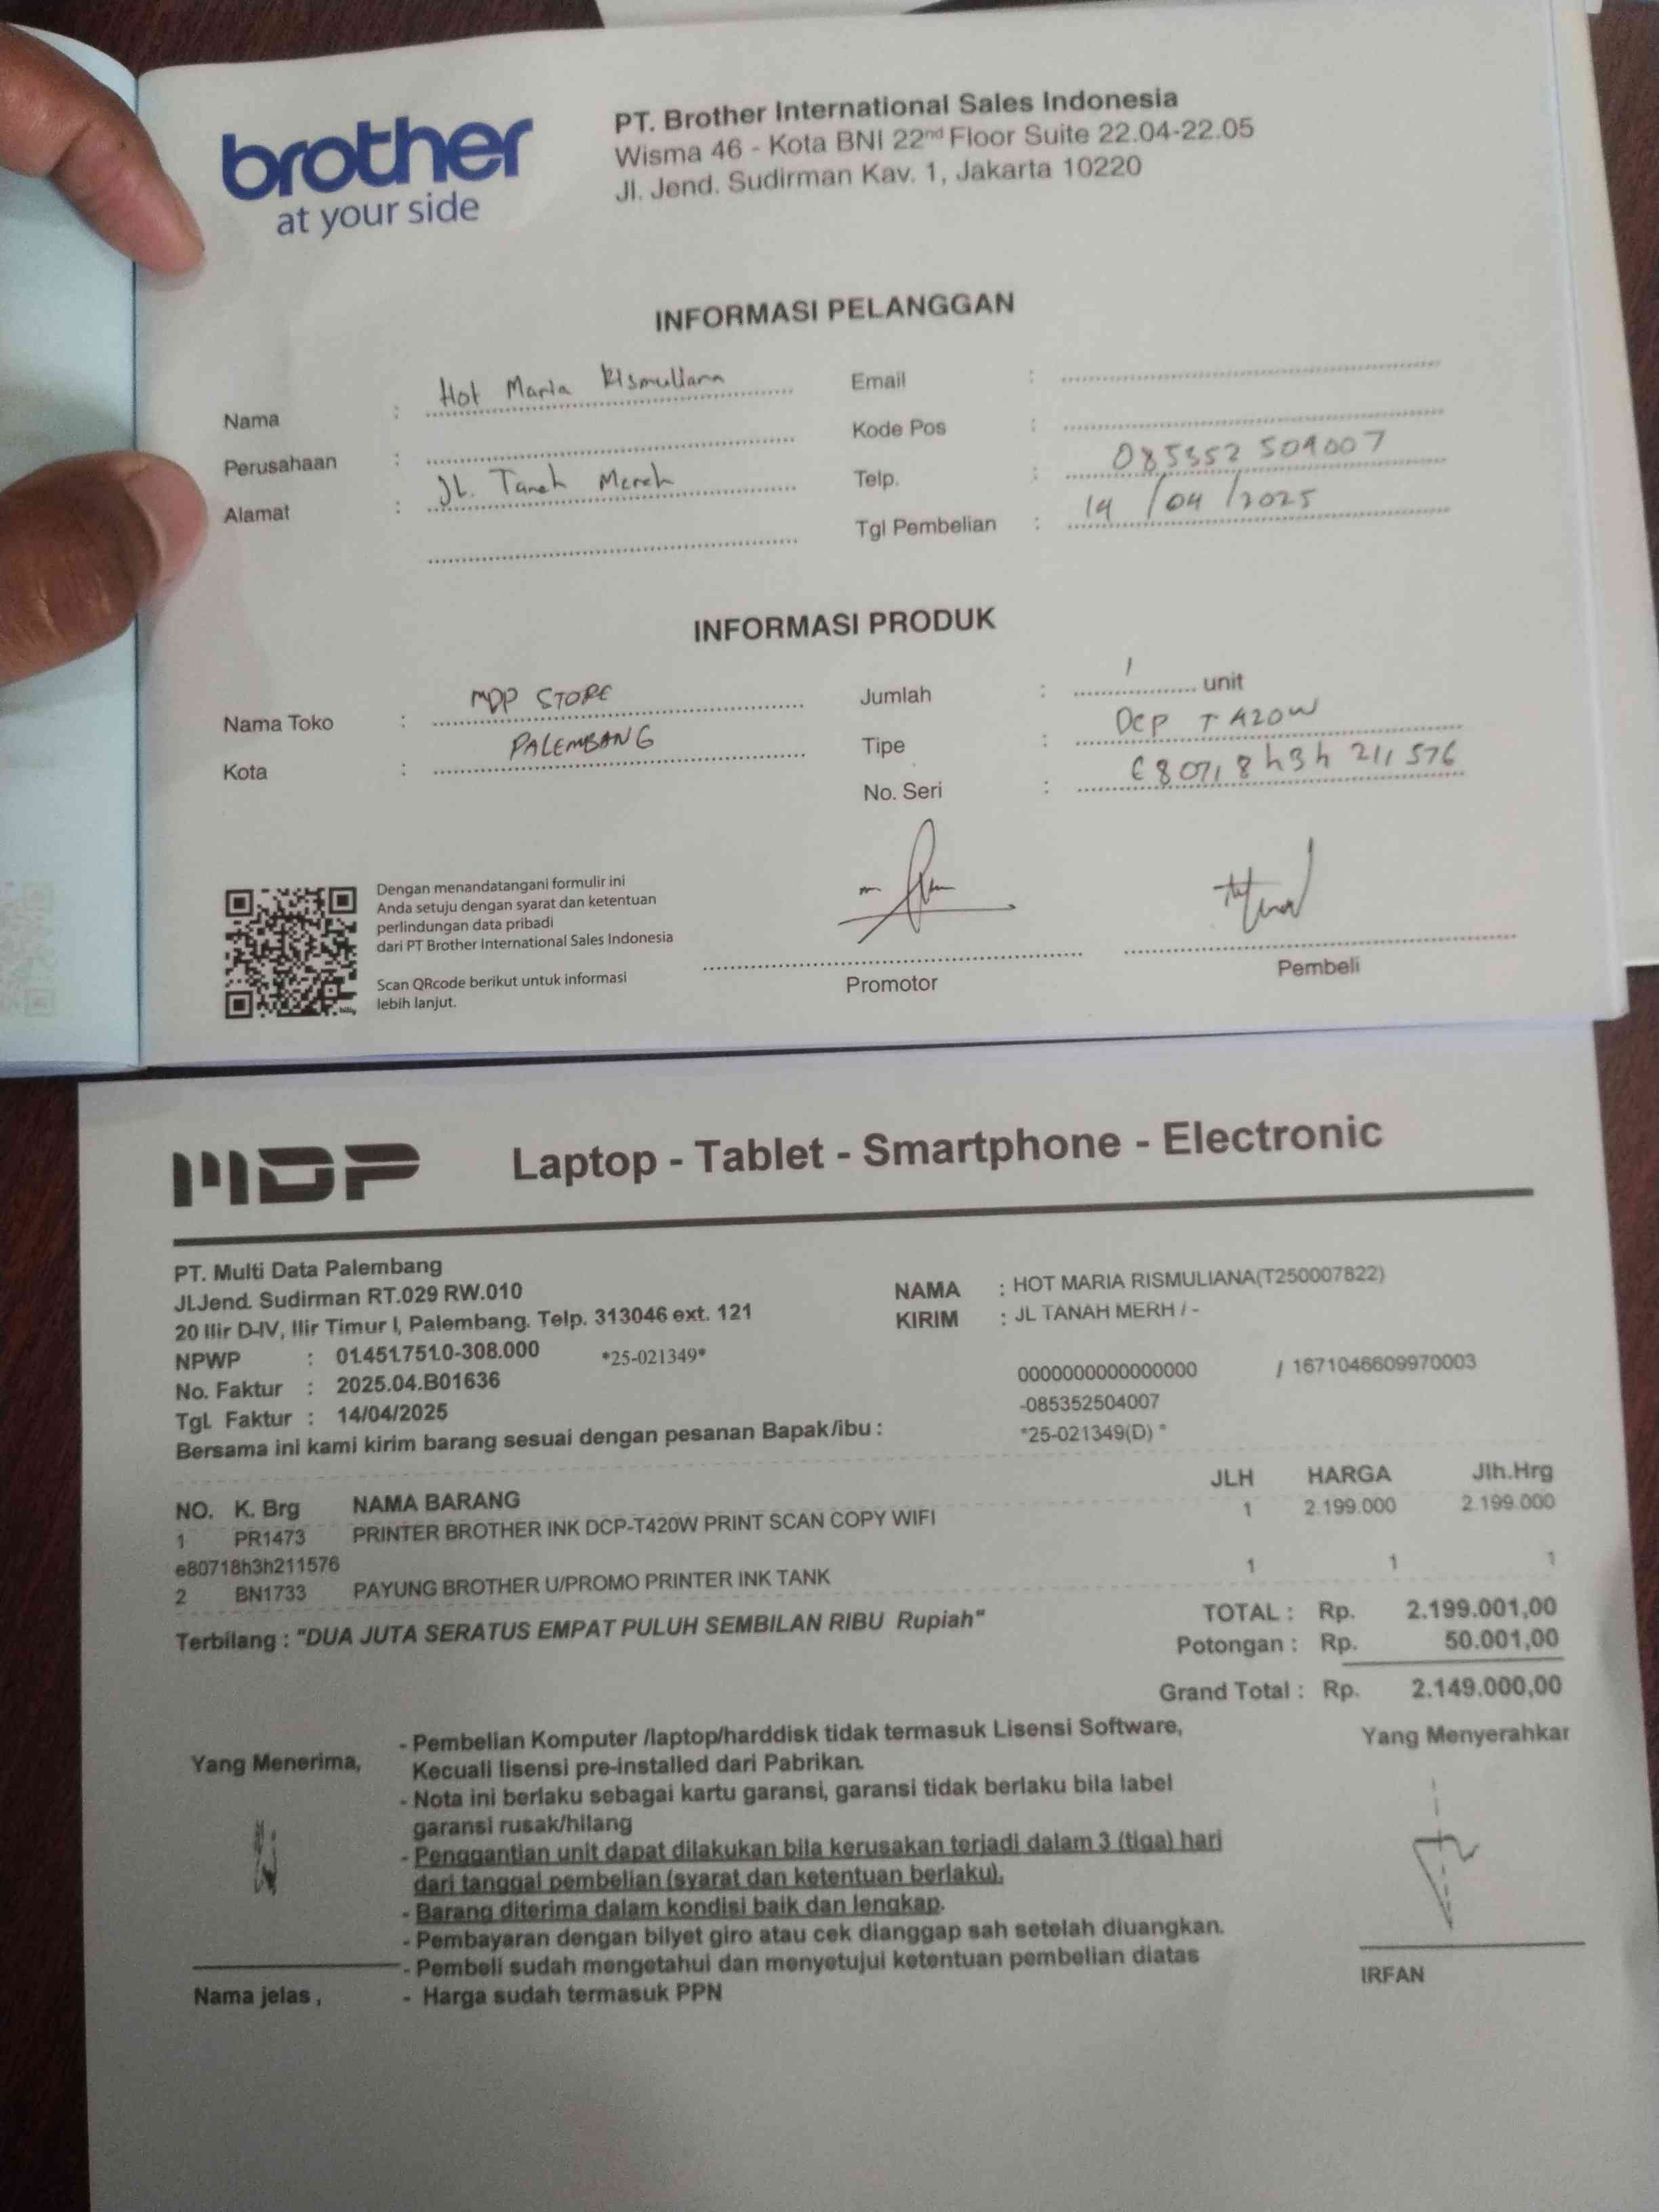 brother
at your side
PT. Brother International Sales Indonesia
Wisma 46 - Kota BNI 22nd Floor Suite 22.04-22.05
Jl. Jend. Sudirman Kav. 1, Jakarta 10220
INFORMASI PELANGGAN
Nama : Hot Maria Rismuliana
Perusahaan :
Alamat : JL. Tanah Merah
Email :
Kode Pos :
Telp. : 085352504007
Tgl Pembelian : 14/04/2025
INFORMASI PRODUK
Nama Toko : MDP STORE
Kota : PALEMBANG
Jumlah : 1 unit
Tipe : DCP T420W
No. Seri : E80718h3h211576
Dengan menandatangani formulir ini
Anda setuju dengan syarat dan ketentuan
perlindungan data pribadi
dari PT Brother International Sales Indonesia
Scan QRcode berikut untuk informasi
lebih lanjut.
Promotor
Pembeli
MDP Laptop - Tablet - Smartphone - Electronic
PT. Multi Data Palembang
Jl.Jend. Sudirman RT.029 RW.010
20 Ilir D-IV, Ilir Timur I, Palembang. Telp. 313046 ext. 121
NPWP : 01.451.751.0-308.000 *25-021349*
No. Faktur : 2025.04.B01636
Tgl. Faktur : 14/04/2025
Bersama ini kami kirim barang sesuai dengan pesanan Bapak/ibu :
NAMA : HOT MARIA RISMULIANA(T250007822)
KIRIM : JL TANAH MERH / -
0000000000000000 / 1671046609970003
-085352504007
*25-021349(D) *
NO. K. Brg NAMA BARANG JLH HARGA Jlh.Hrg
1 PR1473 PRINTER BROTHER INK DCP-T420W PRINT SCAN COPY WIFI 1 2.199.000 2.199.000
e80718h3h211576
2 BN1733 PAYUNG BROTHER U/PROMO PRINTER INK TANK 1 1 1
Terbilang : "DUA JUTA SERATUS EMPAT PULUH SEMBILAN RIBU Rupiah"
TOTAL : Rp. 2.199.001,00
Potongan : Rp. 50.001,00
Grand Total : Rp. 2.149.000,00
Yang Menerima,
- Pembelian Komputer /laptop/harddisk tidak termasuk Lisensi Software,
Kecuali lisensi pre-installed dari Pabrikan.
- Nota ini berlaku sebagai kartu garansi, garansi tidak berlaku bila label
garansi rusak/hilang
- Penggantian unit dapat dilakukan bila kerusakan terjadi dalam 3 (tiga) hari
dari tanggal pembelian (syarat dan ketentuan berlaku).
- Barang diterima dalam kondisi baik dan lengkap.
- Pembayaran dengan bilyet giro atau cek dianggap sah setelah diuangkan.
- Pembeli sudah mengetahui dan menyetujui ketentuan pembelian diatas
- Harga sudah termasuk PPN
Nama jelas ,
Yang Menyerahkar
IRFAN